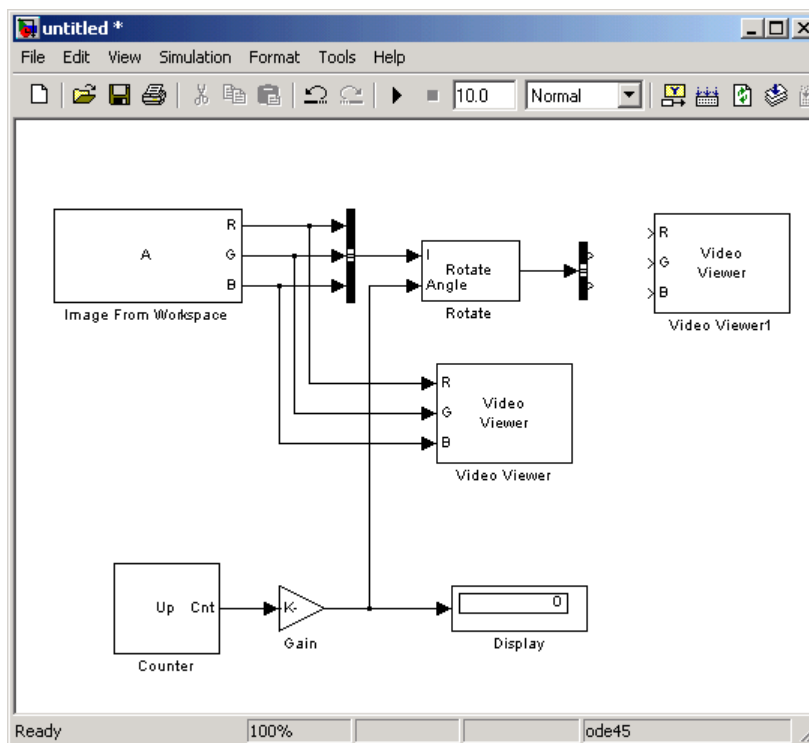 untitled *
File Edit View Simulation Format Tools Help
10.0 Normal
R
G
B
A
Image From Workspace
I
Angle
Rotate
Rotate
R
G
B
Video
Viewer
Video Viewer1
R
G
B
Video
Viewer
Video Viewer
Up Cnt
Counter
K-
Gain
0
Display
Ready 100% ode45